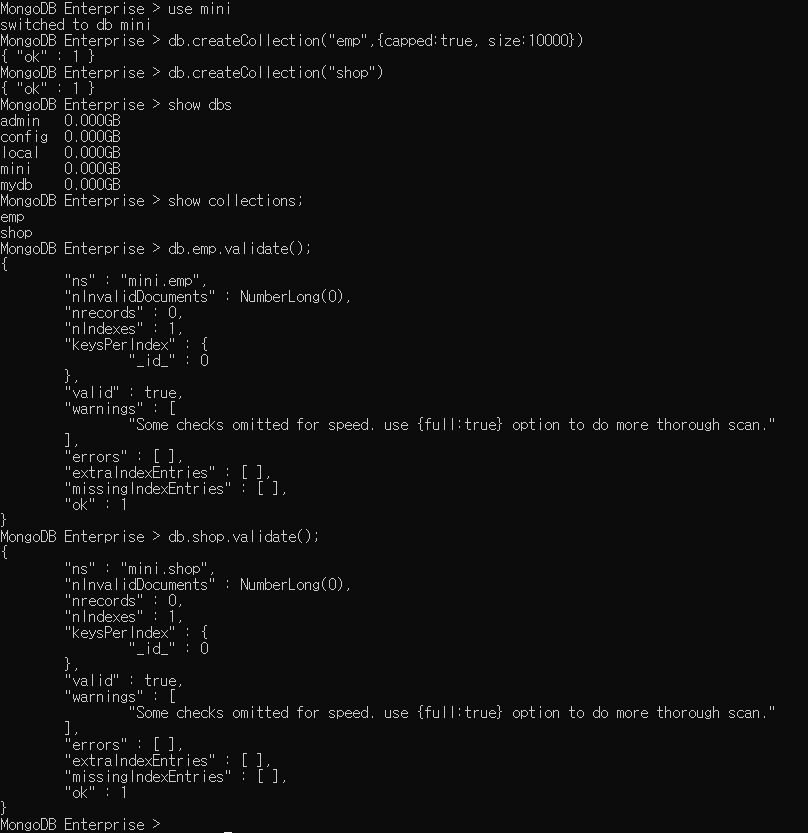 MongoDB Enterprise > use mini
switched to db mini
MongoDB Enterprise > db.createCollection("emp",{capped:true, size:10000})
{ "ok" : 1 }
MongoDB Enterprise > db.createCollection("shop")
{ "ok" : 1 }
MongoDB Enterprise > show dbs
admin   0.000GB
config  0.000GB
local   0.000GB
mini    0.000GB
mydb    0.000GB
MongoDB Enterprise > show collections;
emp
shop
MongoDB Enterprise > db.emp.validate();
{
        "ns" : "mini.emp",
        "nInvalidDocuments" : NumberLong(0),
        "nrecords" : 0,
        "nIndexes" : 1,
        "keysPerIndex" : {
                "_id_" : 0
        },
        "valid" : true,
        "warnings" : [
                "Some checks omitted for speed. use {full:true} option to do more thorough scan."
        ],
        "errors" : [ ],
        "extraIndexEntries" : [ ],
        "missingIndexEntries" : [ ],
        "ok" : 1
}
MongoDB Enterprise > db.shop.validate();
{
        "ns" : "mini.shop",
        "nInvalidDocuments" : NumberLong(0),
        "nrecords" : 0,
        "nIndexes" : 1,
        "keysPerIndex" : {
                "_id_" : 0
        },
        "valid" : true,
        "warnings" : [
                "Some checks omitted for speed. use {full:true} option to do more thorough scan."
        ],
        "errors" : [ ],
        "extraIndexEntries" : [ ],
        "missingIndexEntries" : [ ],
        "ok" : 1
}
MongoDB Enterprise >